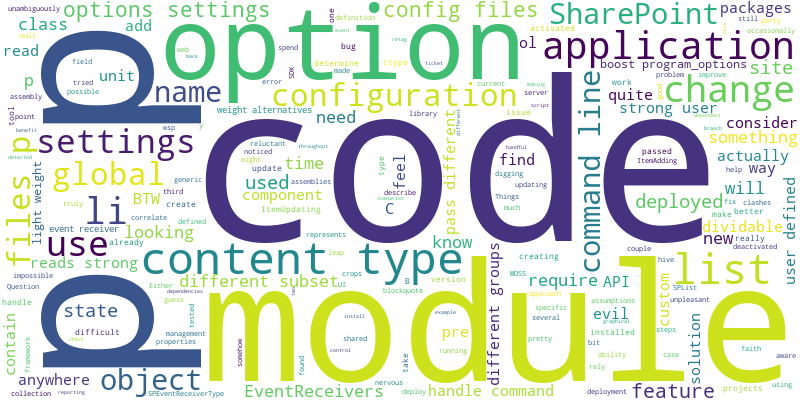 unambiguously
options settings
config files
SharePoint
packages
class
add
null
read
option
one
event
definition
web
back
bug
retag
activated
party
still
occasionally
determine
ctype
ticket
spend
SDK
made
application
field
tried
possible
unit
p
name
error
ol
boost program_options
site
configuration
current
using
improve
problem
work
assembly
tool
point
weight alternatives
library
issue
server
script
quite
strong user
change
dependent
branch
wsp
y
need
pass different
consider
something
settings
reluctant
noticed
might
update
throughout
BTW
time
used
component
type
feel
passed
ItemAdding
find
handful
digging
updating
Things
much
command line
actually
way
help
detected
benefit
files
p
light weight
global
generic
third
create
correlate
assemblies
describe
scenarios
C
ItemUpdating
li
truly
defined
deployed
will
fix
clashes
make
better
dividable
user defined
use
event receiver
already
looking
represents
code
know
new
really
deactivated
impossible
reads strong
content type
creating
couple
hive
list
Question
Either
different subset
leap
UI
crops
B
version
MOSS
require
API
SPList
unpleasant
handle
guess
blockquote
dependencies
approach
assumptions
evil
custom
p
state
difficult
management
properties
tested
module
pre
different groups
specific
several
installed
solution
steps
bit
ability
aware
contain
framework
somehow
install
example
running
shared
control
pretty
rely
case
faith
anywhere
object
found
take
nervous
deploy
handle command
deployment
feature
projects
using
collection
reporting
SPEventReceiverType
EventReceivers